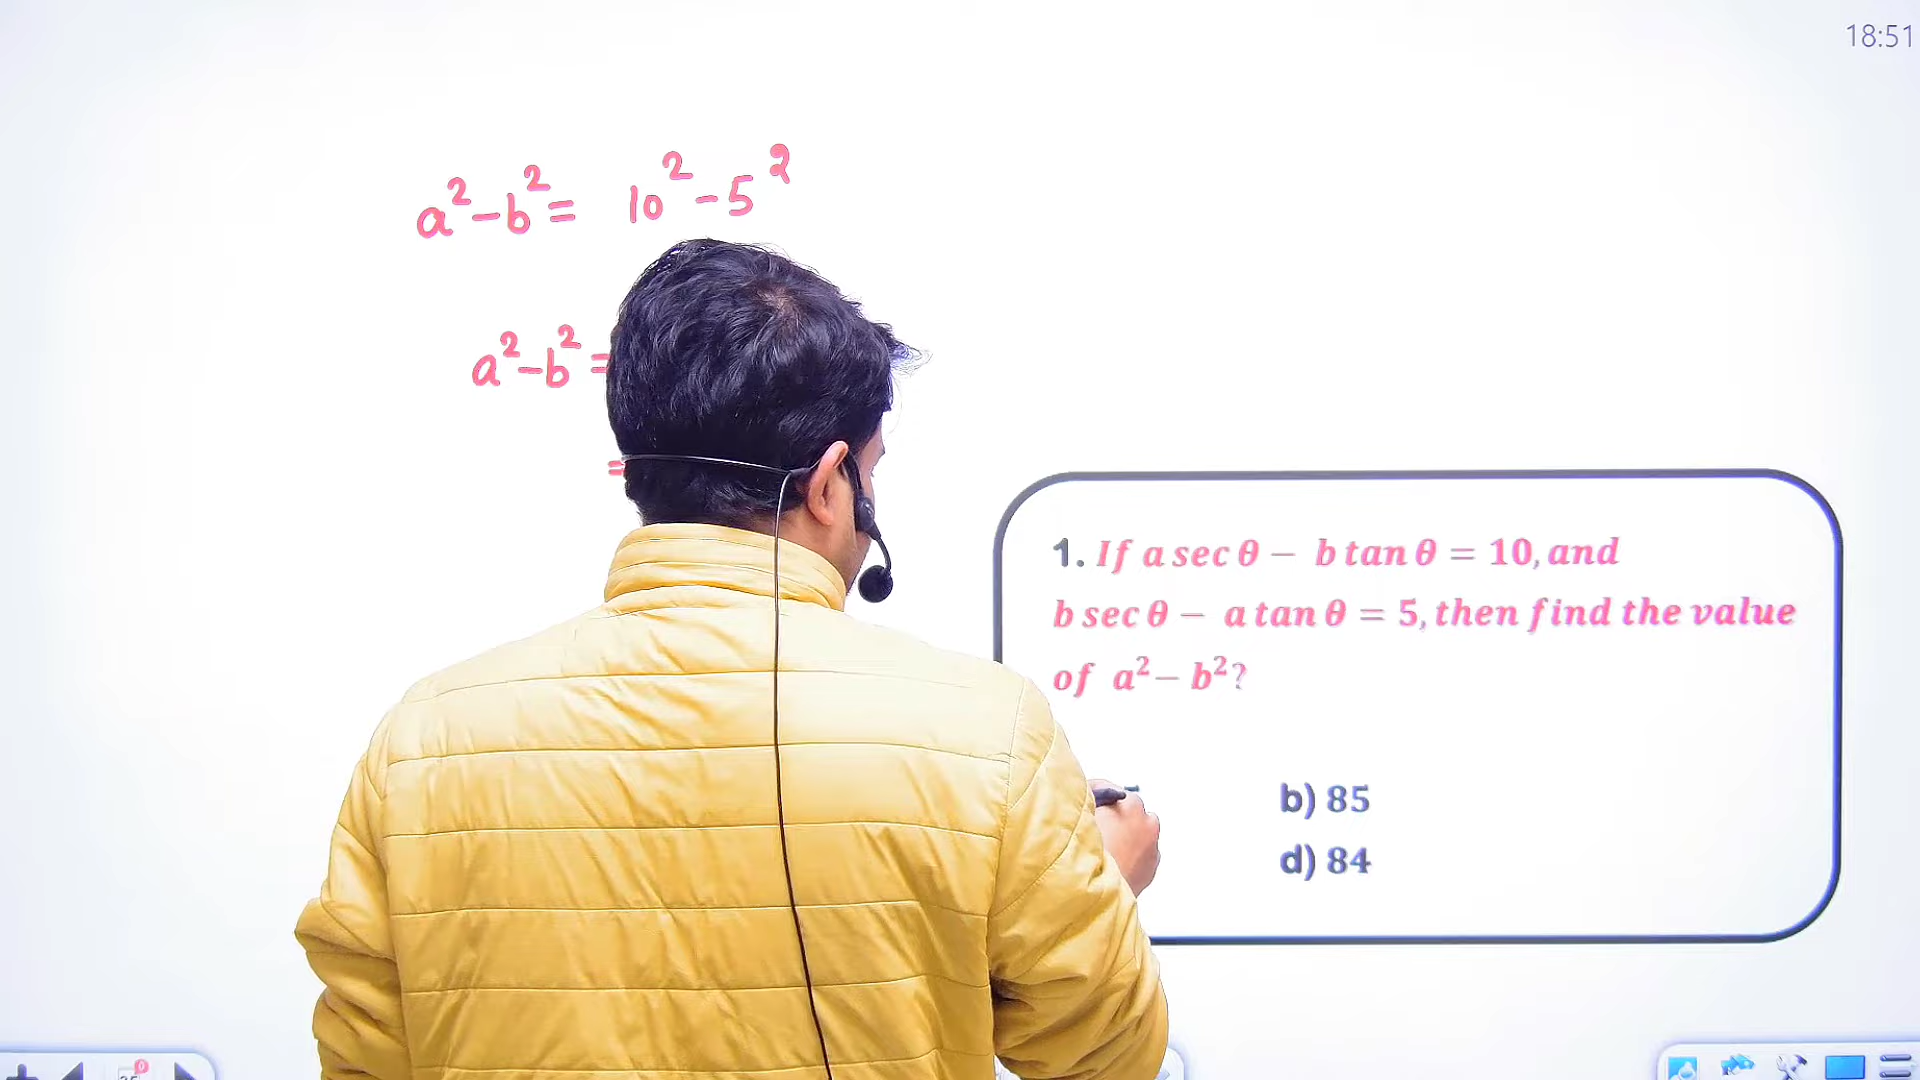 18:51
a² - b² = 10² - 5²
a² - b² =
=
1. If a sec θ − b tan θ = 10, and
b sec θ − a tan θ = 5, then find the value
of a² − b²?
b) 85
d) 84